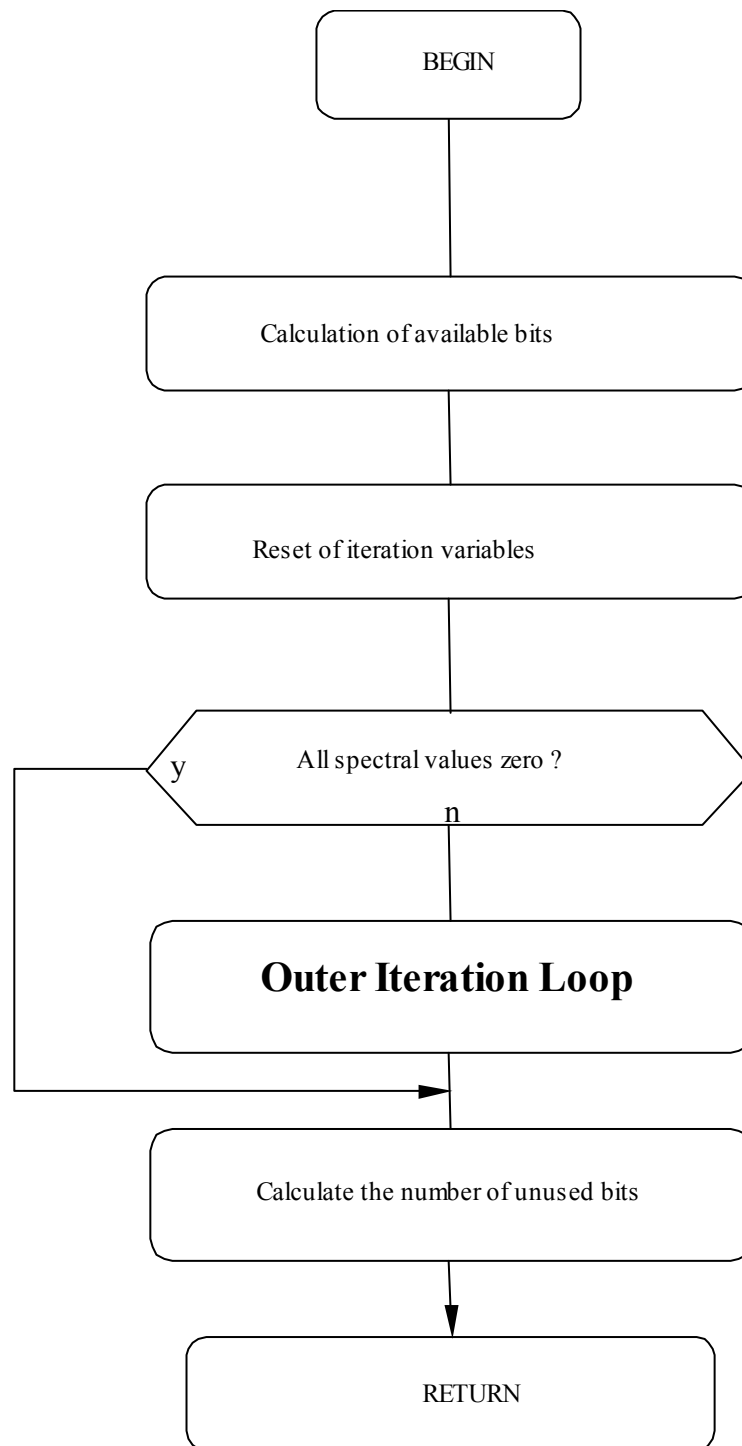 BEGIN
Calculation of available bits
Reset of iteration variables
All spectral values zero ?
y
n
Outer Iteration Loop
Calculate the number of unused bits
RETURN